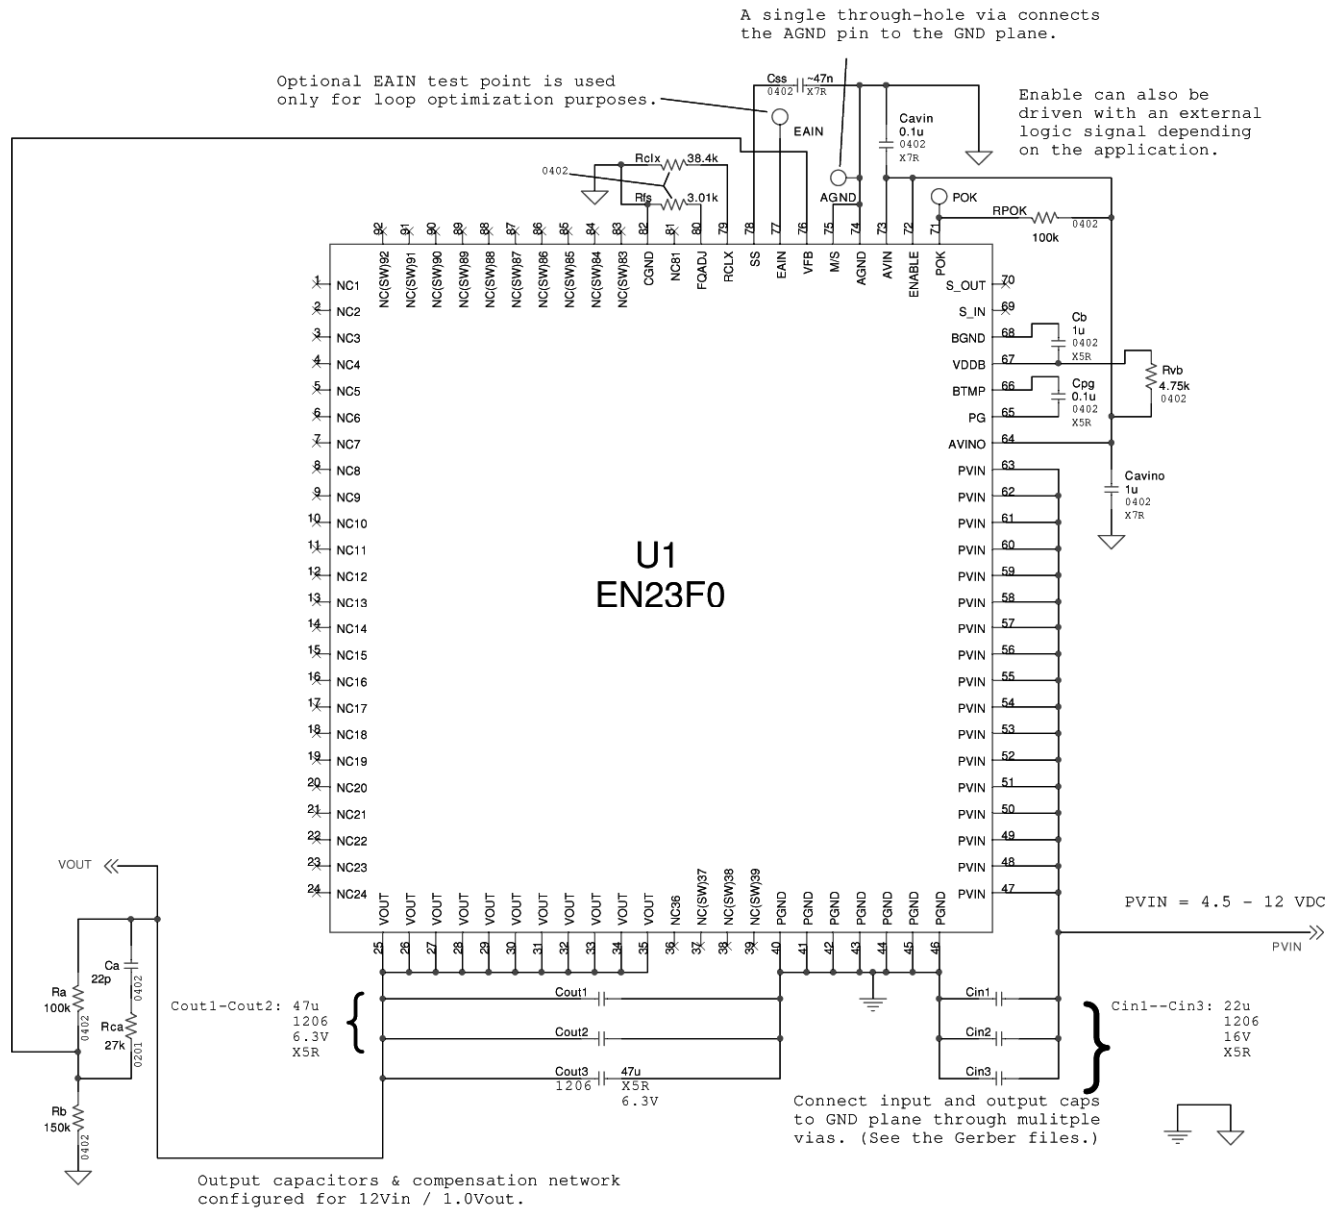 A single through-hole via connects
the AGND pin to the GND plane.
Optional EAIN test point is used
only for loop optimization purposes.
Css
~47n
0402
X7R
EAIN
Cavin
0.1u
0402
X7R
Enable can also be
driven with an external
logic signal depending
on the application.
Rclx
38.4k
0402
Rfs
3.01k
AGND
POK
RPOK
0402
100k
92
91
90
89
88
87
86
85
84
83
82
81
80
79
78
77
76
75
74
73
72
71
NC(SW)92
NC(SW)91
NC(SW)90
NC(SW)89
NC(SW)88
NC(SW)87
NC(SW)86
NC(SW)85
NC(SW)84
NC(SW)83
CGND
NC81
FQADJ
RCLX
SS
EAIN
VFB
M/S
AGND
AVIN
ENABLE
POK
1 NC1
2 NC2
3 NC3
4 NC4
5 NC5
6 NC6
7 NC7
8 NC8
9 NC9
10 NC10
11 NC11
12 NC12
13 NC13
14 NC14
15 NC15
16 NC16
17 NC17
18 NC18
19 NC19
20 NC20
21 NC21
22 NC22
23 NC23
24 NC24
U1
EN23F0
S_OUT 70
S_IN 69
BGND 68
VDDB 67
BTMP 66
PG 65
AVINO 64
PVIN 63
PVIN 62
PVIN 61
PVIN 60
PVIN 59
PVIN 58
PVIN 57
PVIN 56
PVIN 55
PVIN 54
PVIN 53
PVIN 52
PVIN 51
PVIN 50
PVIN 49
PVIN 48
PVIN 47
Cb
1u
0402
X5R
Cpg
0.1u
0402
X5R
Rvb
4.75k
0402
Cavino
1u
0402
X7R
VOUT
VOUT
VOUT
VOUT
VOUT
VOUT
VOUT
VOUT
VOUT
VOUT
VOUT
NC36
NC(SW)37
NC(SW)38
NC(SW)39
PGND
PGND
PGND
PGND
PGND
PGND
PGND
25
26
27
28
29
30
31
32
33
34
35
36
37
38
39
40
41
42
43
44
45
46
VOUT
PVIN = 4.5 - 12 VDC
PVIN
Ca
22p
0402
Ra
100k
0402
Rca
27k
0201
Rb
150k
0402
Cout1-Cout2: 47u
1206
6.3V
X5R
Cout1
Cout2
Cout3
1206
47u
X5R
6.3V
Cin1
Cin2
Cin3
Cin1--Cin3: 22u
1206
16V
X5R
Connect input and output caps
to GND plane through mulitple
vias. (See the Gerber files.)
Output capacitors & compensation network
configured for 12Vin / 1.0Vout.